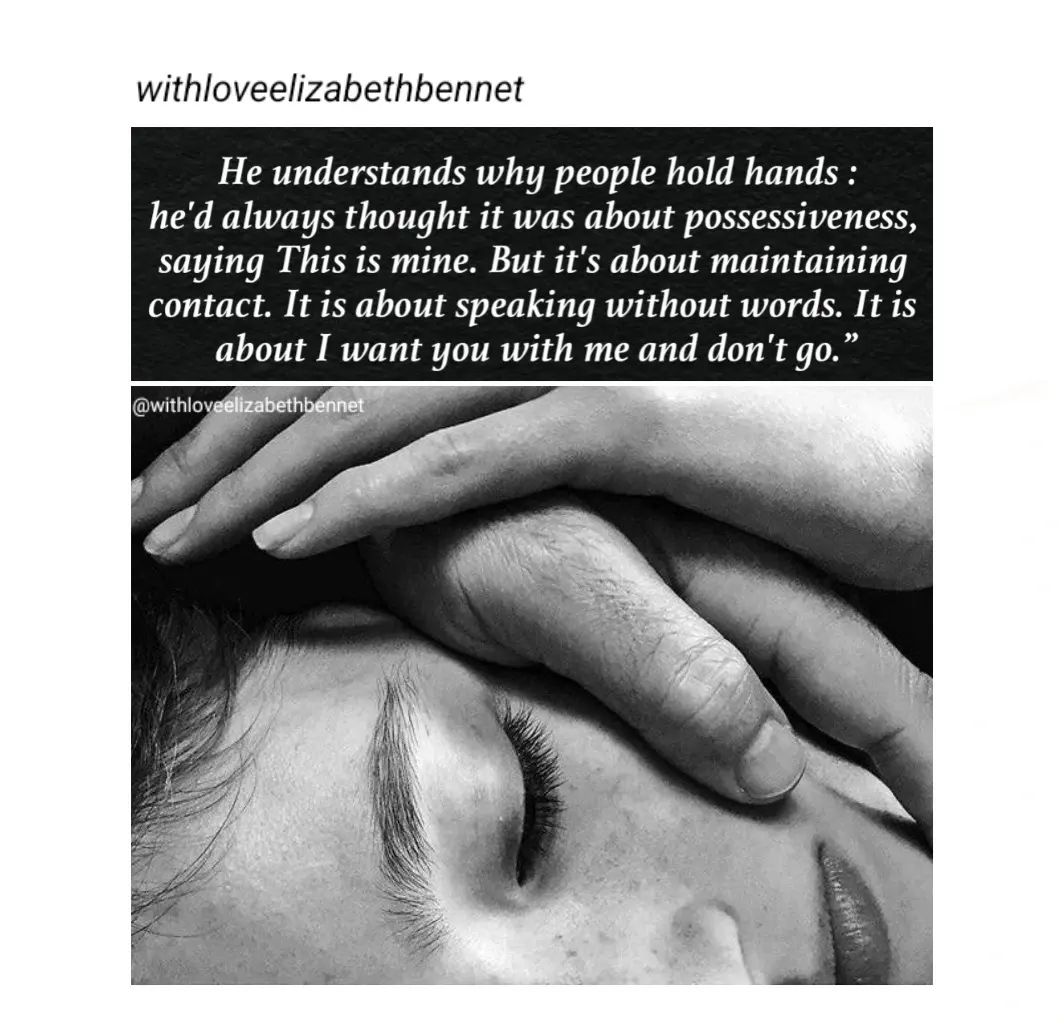 withloveelizabethbennet
He understands why people hold hands :
he'd always thought it was about possessiveness,
saying This is mine. But it's about maintaining
contact. It is about speaking without words. It is
about I want you with me and don't go.”
@withloveelizabethbennet